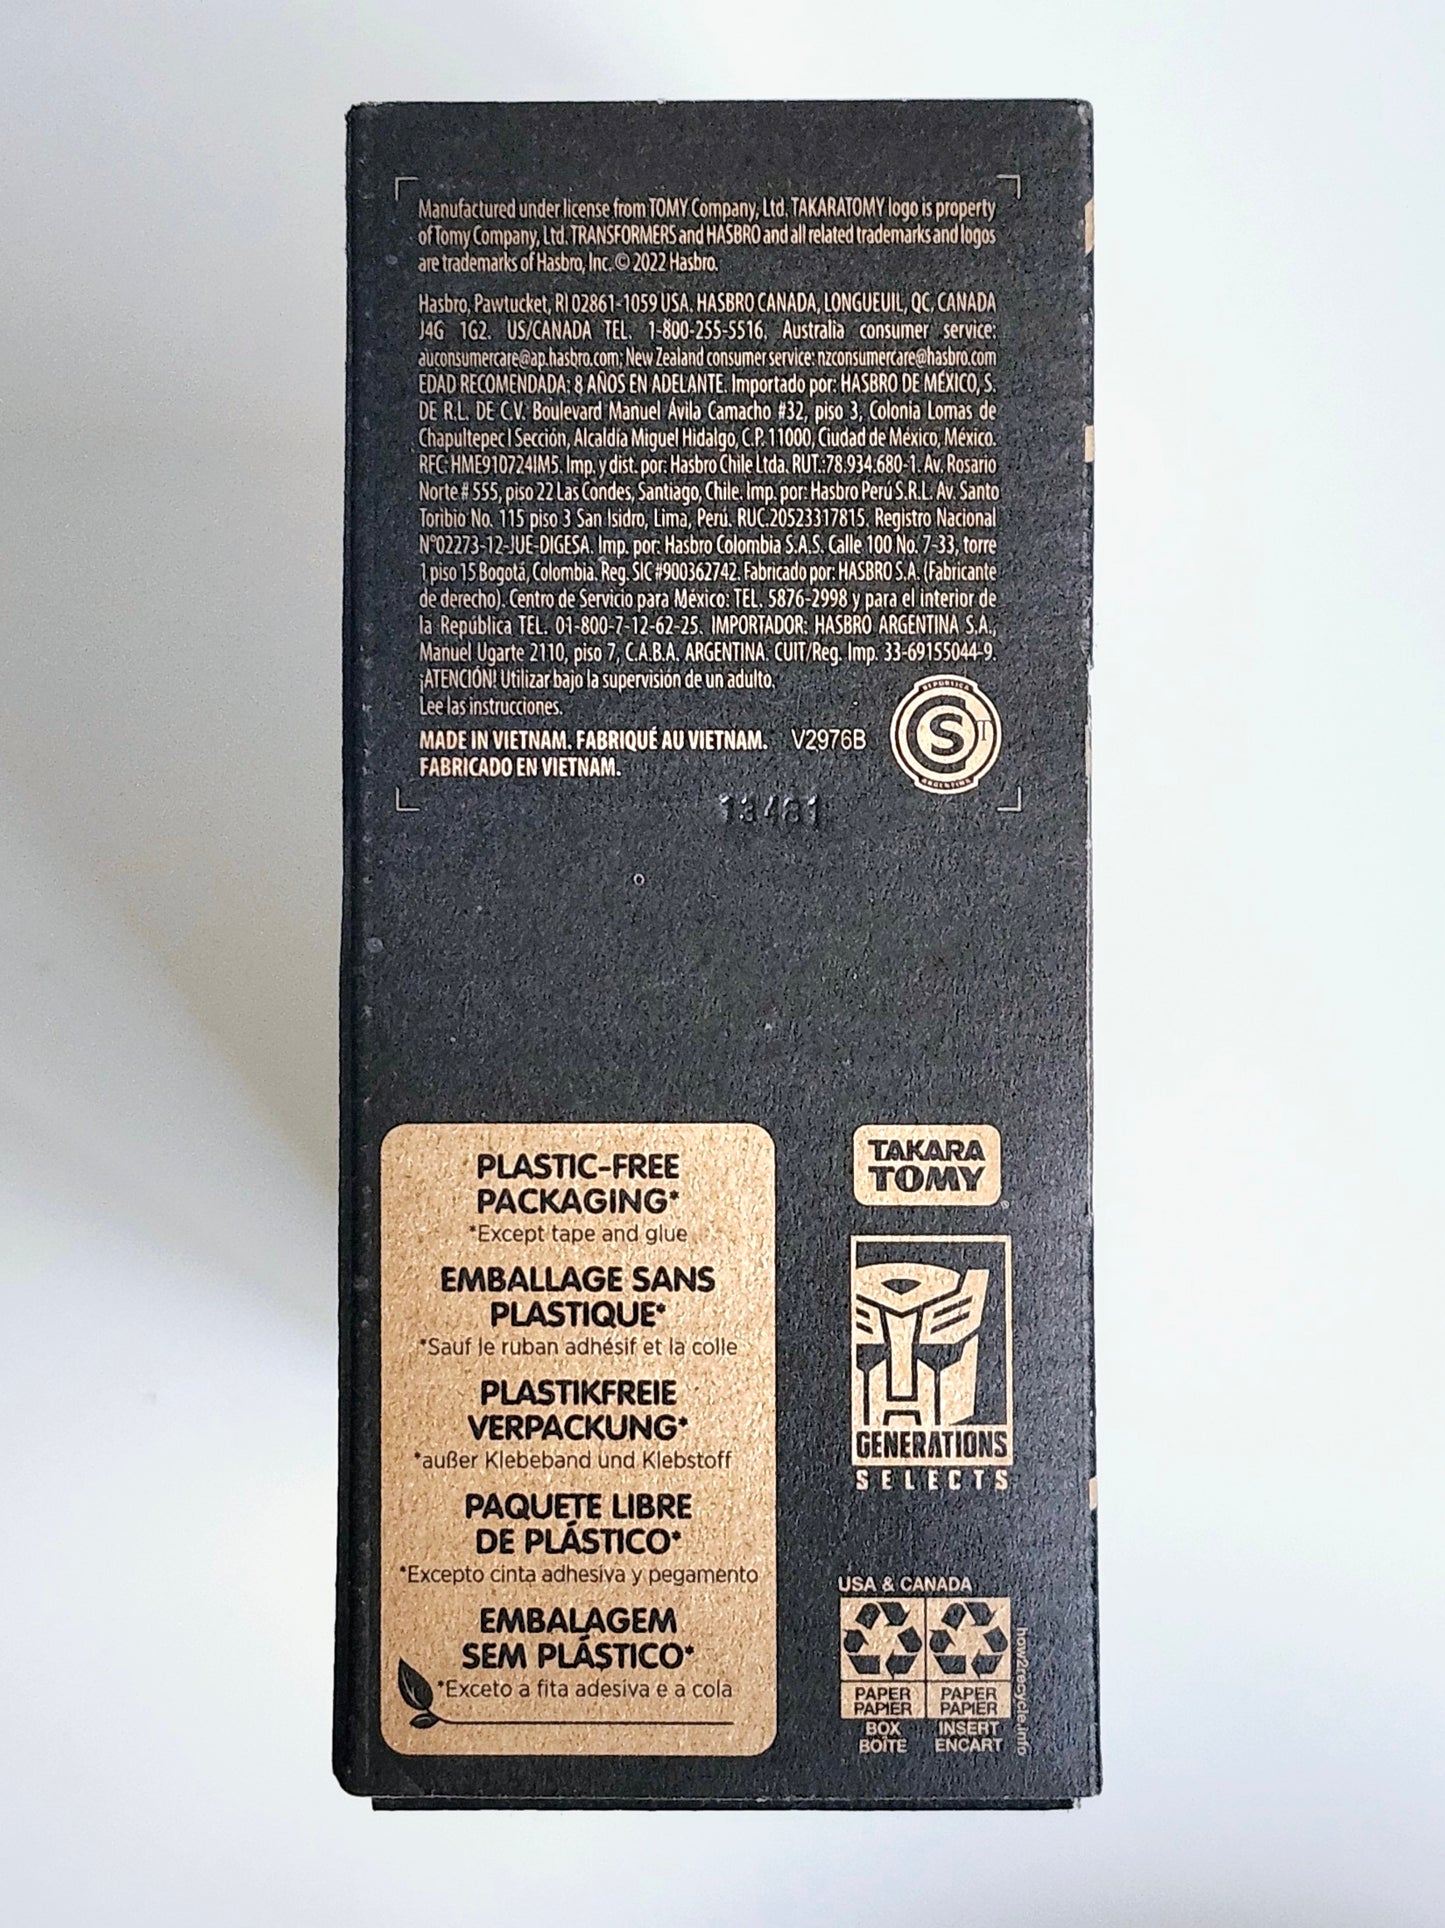 Manufactured under license from TOMY Company, Ltd. TAKARATOMY logo is property
of Tomy Company, Ltd. TRANSFORMERS and HASBRO and all related trademarks and logos
are trademarks of Hasbro, Inc. © 2022 Hasbro.
Hasbro, Pawtucket, RI 02861-1059 USA. HASBRO CANADA, LONGUEUIL, QC, CANADA
J4G 1G2. US/CANADA TEL. 1-800-255-5516. Australia consumer service:
auconsumercare@ap.hasbro.com; New Zealand consumer service: nzconsumercare@hasbro.com
EDAD RECOMENDADA: 8 AÑOS EN ADELANTE. Importado por: HASBRO DE MÉXICO, S.
DE R.L. DE C.V. Boulevard Manuel Ávila Camacho #32, piso 3, Colonia Lomas de
Chapultepec I Sección, Alcaldía Miguel Hidalgo, C.P. 11000, Ciudad de México, México.
RFC: HME910724IM5. Imp. y dist. por: Hasbro Chile Ltda. RUT.:78.934.680-1. Av. Rosario
Norte # 555, piso 22 Las Condes, Santiago, Chile. Imp. por: Hasbro Perú S.R.L. Av. Santo
Toribio No. 115 piso 3 San Isidro, Lima, Perú. RUC.20523317815. Registro Nacional
N°02273-12-JUE-DIGESA. Imp. por: Hasbro Colombia S.A.S. Calle 100 No. 7-33, torre
1 piso 15 Bogotá, Colombia. Reg. SIC #900362742. Fabricado por: HASBRO S.A. (Fabricante
de derecho). Centro de Servicio para México: TEL. 5876-2998 y para el interior de
la República TEL. 01-800-7-12-62-25. IMPORTADOR: HASBRO ARGENTINA S.A.,
Manuel Ugarte 2110, piso 7, C.A.B.A. ARGENTINA. CUIT/Reg. Imp. 33-69155044-9.
¡ATENCIÓN! Utilizar bajo la supervisión de un adulto.
Lee las instrucciones.
MADE IN VIETNAM. FABRIQUÉ AU VIETNAM. V2976B
FABRICADO EN VIETNAM.
REPUBLICA
S T
ARGENTINA
13481
PLASTIC-FREE
PACKAGING*
*Except tape and glue
EMBALLAGE SANS
PLASTIQUE*
*Sauf le ruban adhésif et la colle
PLASTIKFREIE
VERPACKUNG*
*außer Klebeband und Klebstoff
PAQUETE LIBRE
DE PLÁSTICO*
*Excepto cinta adhesiva y pegamento
EMBALAGEM
SEM PLÁSTICO*
*Exceto a fita adesiva e a cola
TAKARA
TOMY®
GENERATIONS
SELECTS
USA & CANADA
PAPER PAPER
PAPIER PAPIER
BOX INSERT
BOÎTE ENCART
how2recycle.info